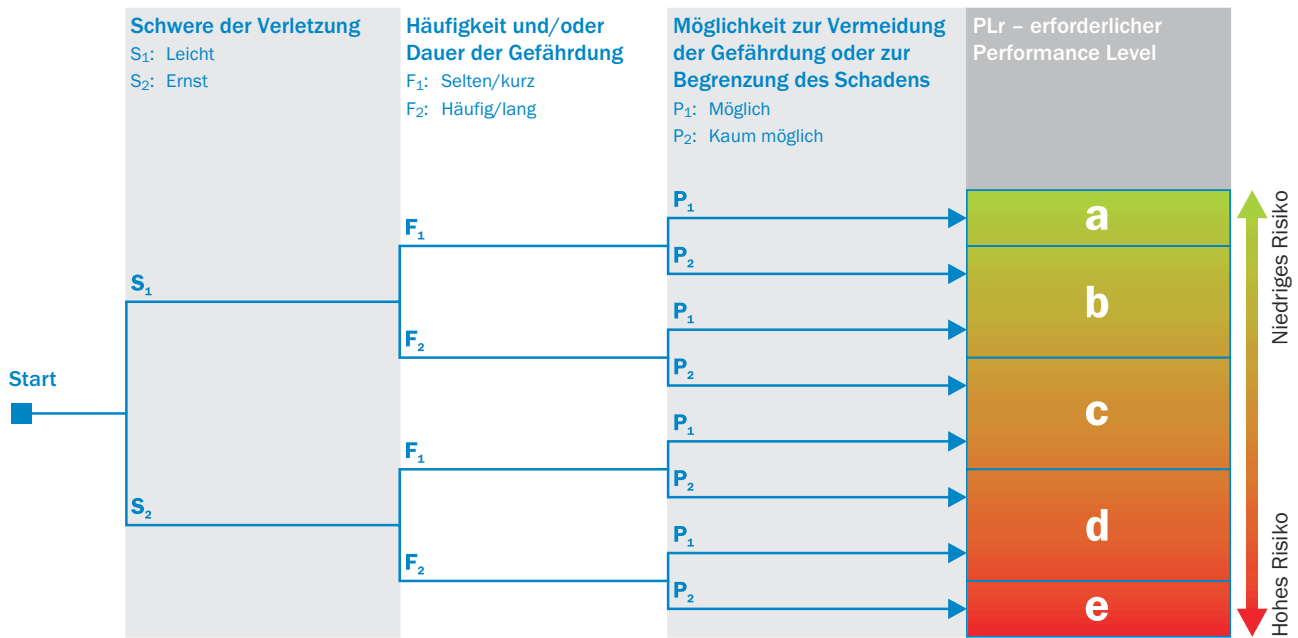 Schwere der Verletzung
S₁: Leicht
S₂: Ernst
Häufigkeit und/oder
Dauer der Gefährdung
F₁: Selten/kurz
F₂: Häufig/lang
Möglichkeit zur Vermeidung
der Gefährdung oder zur
Begrenzung des Schadens
P₁: Möglich
P₂: Kaum möglich
PLr – erforderlicher
Performance Level
Start
S₁
S₂
F₁
F₂
F₁
F₂
P₁
P₂
P₁
P₂
P₁
P₂
P₁
P₂
a
b
c
d
e
Niedriges Risiko
Hohes Risiko